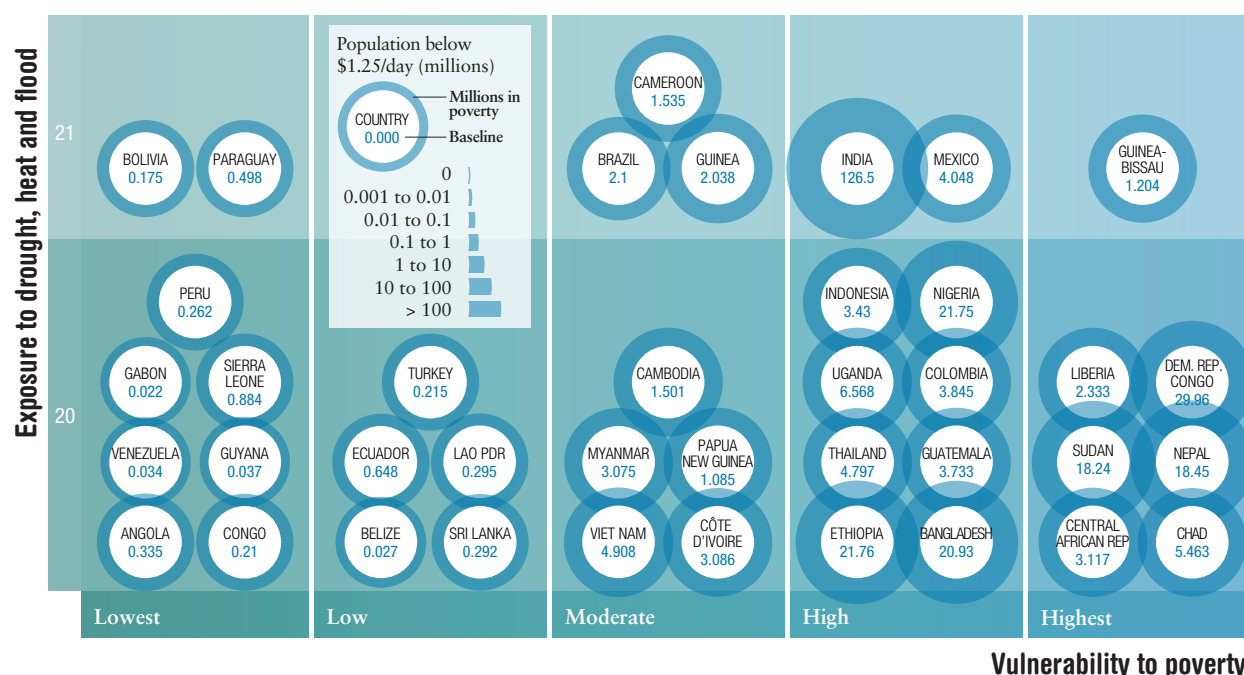 Exposure to drought, heat and flood
21
BOLIVIA
0.175
PARAGUAY
0.498
Population below
$1.25/day (millions)
COUNTRY
0.000
Millions in
poverty
Baseline
0
0.001 to 0.01
0.01 to 0.1
0.1 to 1
1 to 10
10 to 100
> 100
CAMEROON
1.535
BRAZIL
2.1
GUINEA
2.038
INDIA
126.5
MEXICO
4.048
GUINEA-
BISSAU
1.204
20
PERU
0.262
GABON
0.022
SIERRA
LEONE
0.884
VENEZUELA
0.034
GUYANA
0.037
ANGOLA
0.335
CONGO
0.21
TURKEY
0.215
ECUADOR
0.648
LAO PDR
0.295
BELIZE
0.027
SRI LANKA
0.292
CAMBODIA
1.501
MYANMAR
3.075
PAPUA
NEW GUINEA
1.085
VIET NAM
4.908
CÔTE
D'IVOIRE
3.086
INDONESIA
3.43
NIGERIA
21.75
UGANDA
6.568
COLOMBIA
3.845
THAILAND
4.797
GUATEMALA
3.733
ETHIOPIA
21.76
BANGLADESH
20.93
LIBERIA
2.333
DEM. REP.
CONGO
29.96
SUDAN
18.24
NEPAL
18.45
CENTRAL
AFRICAN REP
3.117
CHAD
5.463
Lowest
Low
Moderate
High
Highest
Vulnerability to poverty